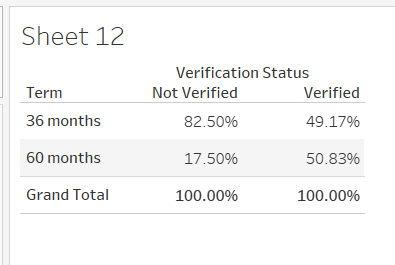 Sheet 12
Verification Status
Term Not Verified Verified
36 months 82.50% 49.17%
60 months 17.50% 50.83%
Grand Total 100.00% 100.00%